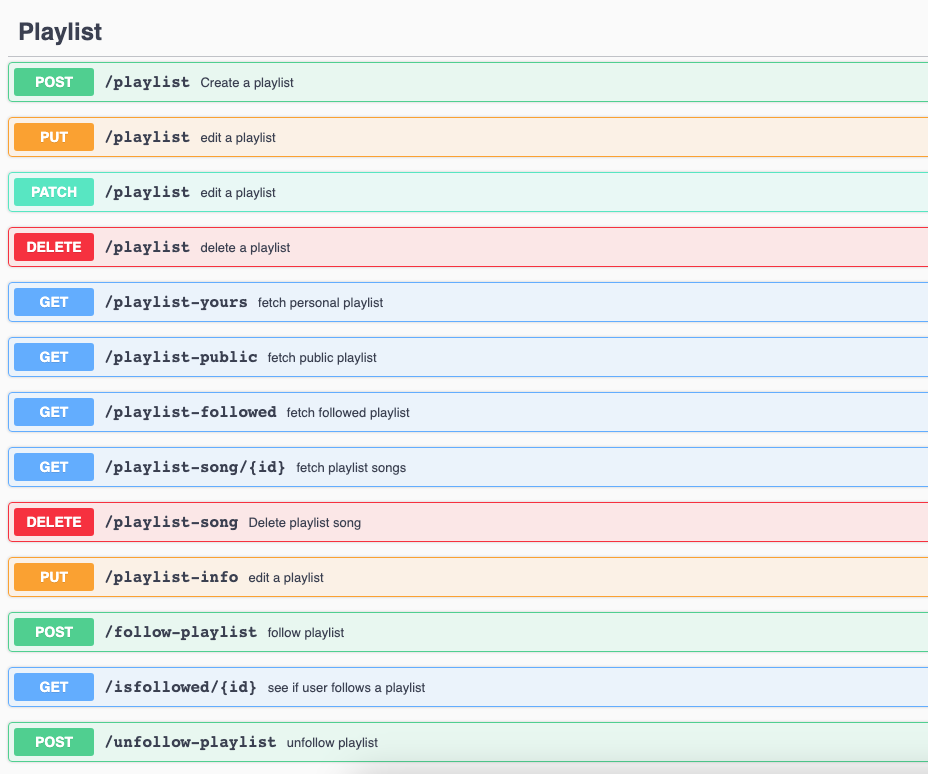 Playlist
POST /playlist Create a playlist
PUT /playlist edit a playlist
PATCH /playlist edit a playlist
DELETE /playlist delete a playlist
GET /playlist-yours fetch personal playlist
GET /playlist-public fetch public playlist
GET /playlist-followed fetch followed playlist
GET /playlist-song/{id} fetch playlist songs
DELETE /playlist-song Delete playlist song
PUT /playlist-info edit a playlist
POST /follow-playlist follow playlist
GET /isfollowed/{id} see if user follows a playlist
POST /unfollow-playlist unfollow playlist